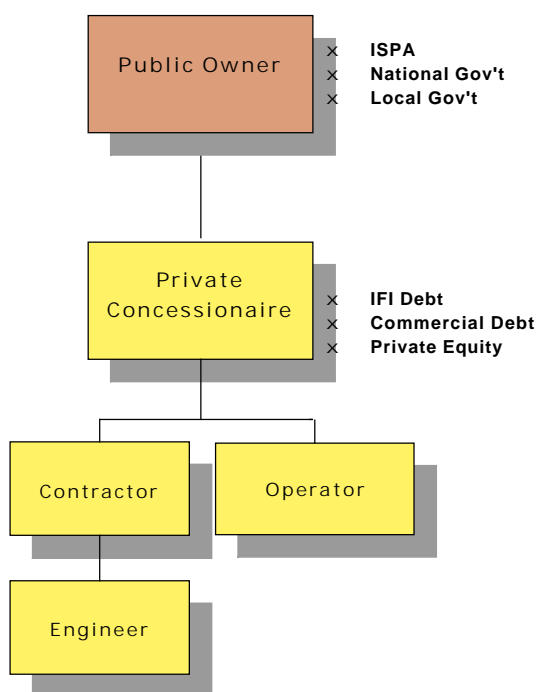 Public Owner
x ISPA
x National Gov't
x Local Gov't
Private
Concessionaire
x IFI Debt
x Commercial Debt
x Private Equity
Contractor
Operator
Engineer